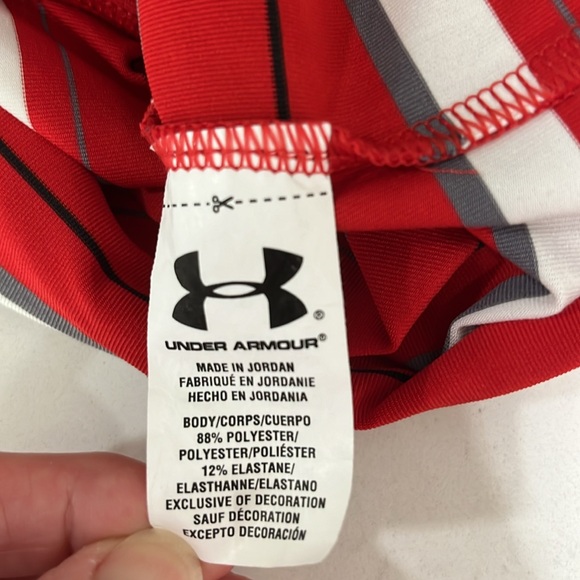 UNDER ARMOUR®
MADE IN JORDAN
FABRIQUÉ EN JORDANIE
HECHO EN JORDANIA
BODY/CORPS/CUERPO
88% POLYESTER/
POLYESTER/POLIÉSTER
12% ELASTANE/
ELASTHANNE/ELASTANO
EXCLUSIVE OF DECORATION
SAUF DÉCORATION
EXCEPTO DECORACIÓN